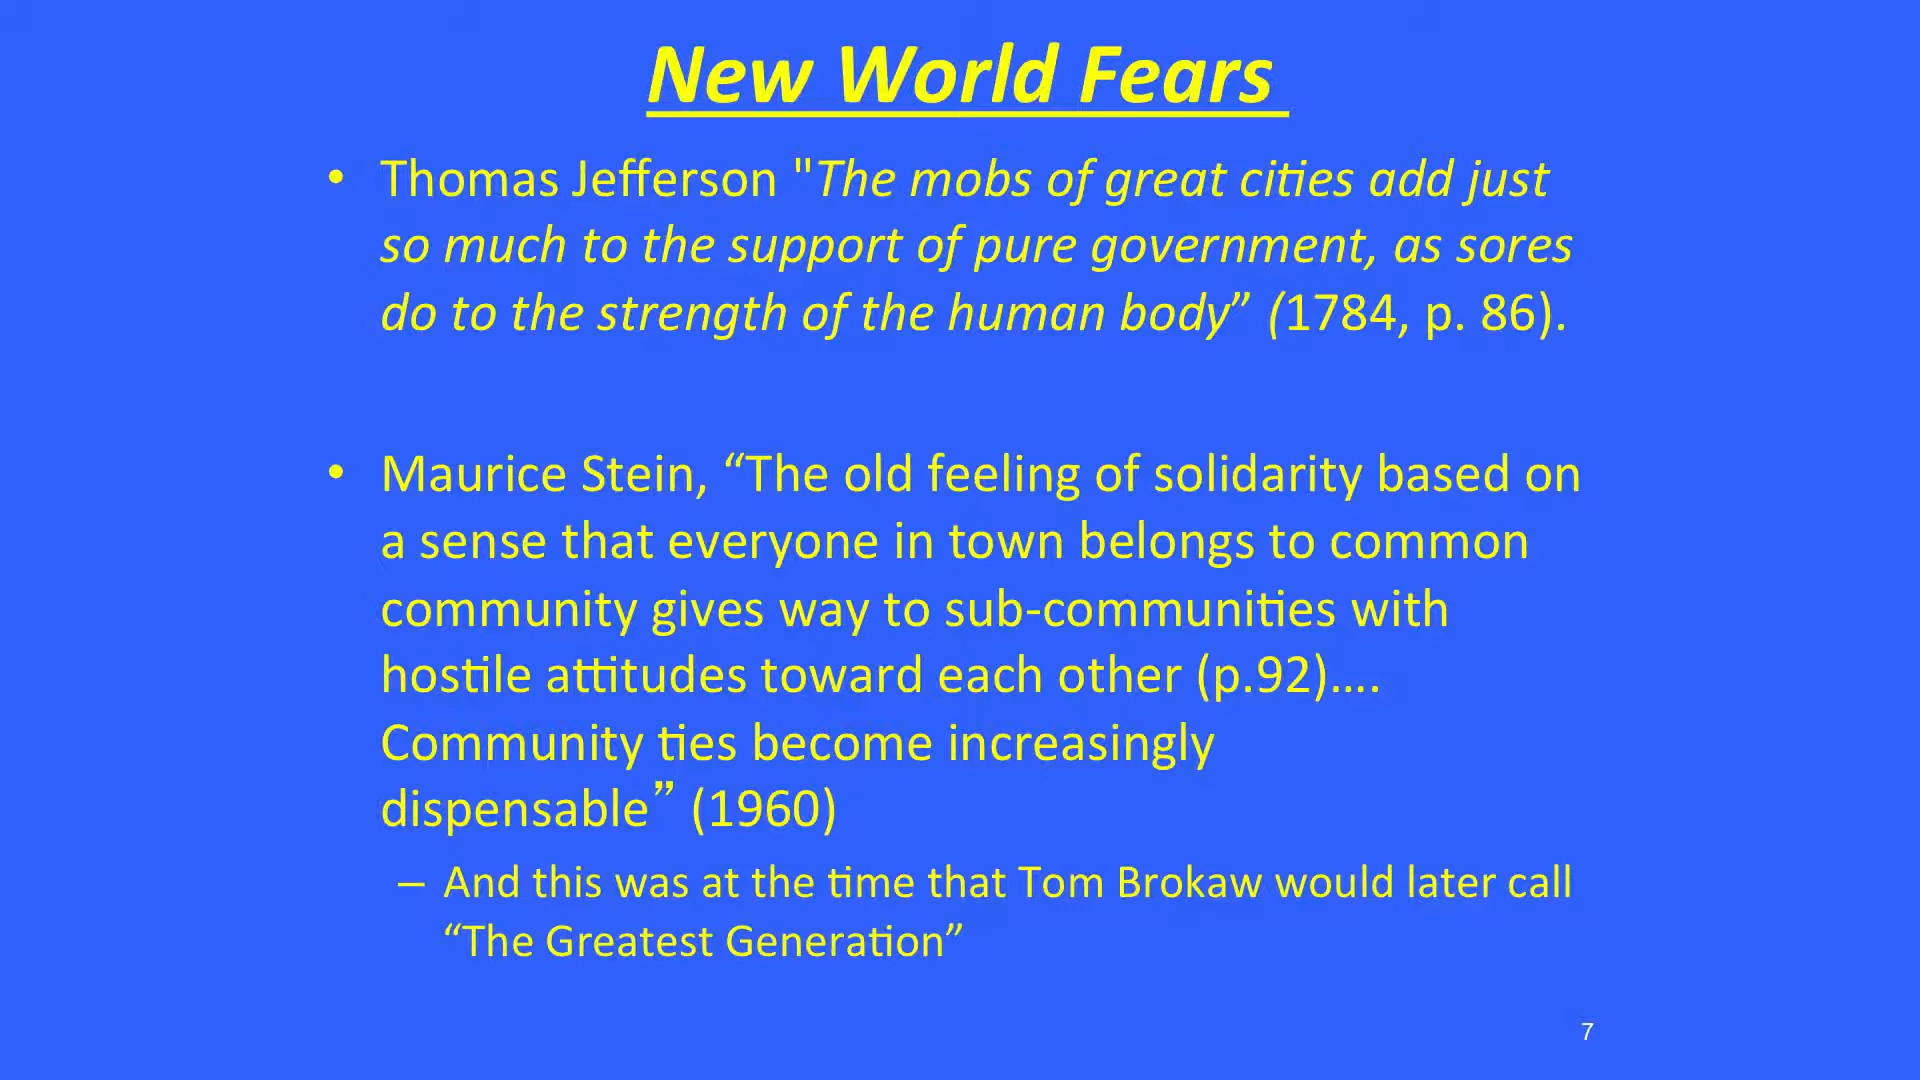 New World Fears
• Thomas Jefferson "The mobs of great cities add just
so much to the support of pure government, as sores
do to the strength of the human body” (1784, p. 86).
• Maurice Stein, “The old feeling of solidarity based on
a sense that everyone in town belongs to common
community gives way to sub-communities with
hostile attitudes toward each other (p.92)….
Community ties become increasingly
dispensable” (1960)
– And this was at the time that Tom Brokaw would later call
“The Greatest Generation”
7